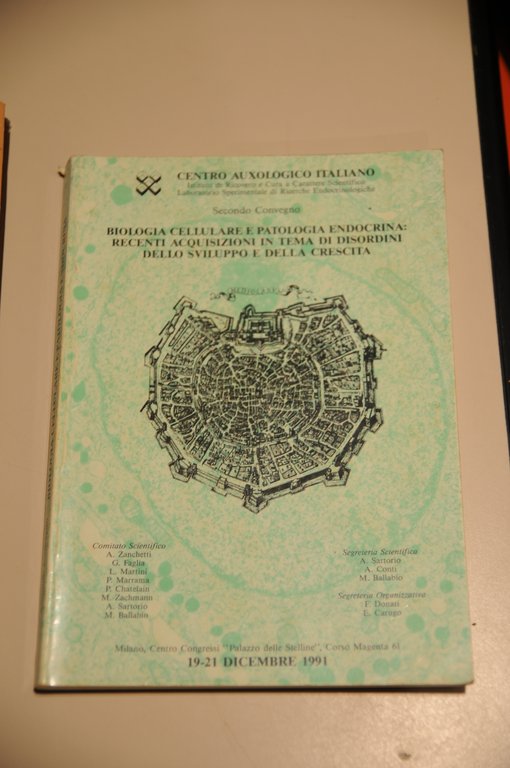 CENTRO AUXOLOGICO ITALIANO
Istituto di Ricovero e Cura a Carattere Scientifico
Laboratorio Sperimentale di Ricerche Endocrinologiche
Secondo Convegno
BIOLOGIA CELLULARE E PATOLOGIA ENDOCRINA:
RECENTI ACQUISIZIONI IN TEMA DI DISORDINI
DELLO SVILUPPO E DELLA CRESCITA
Comitato Scientifico
A. Zanchetti
G. Faglia
L. Martini
P. Marrama
P. Chatelain
M. Zachmann
A. Sartorio
M. Ballabio
Segreteria Scientifica
A. Sartorio
A. Conti
M. Ballabio
Segreteria Organizzativa
F. Donati
E. Carugo
Milano, Centro Congressi "Palazzo delle Stelline", Corso Magenta 61
19-21 DICEMBRE 1991